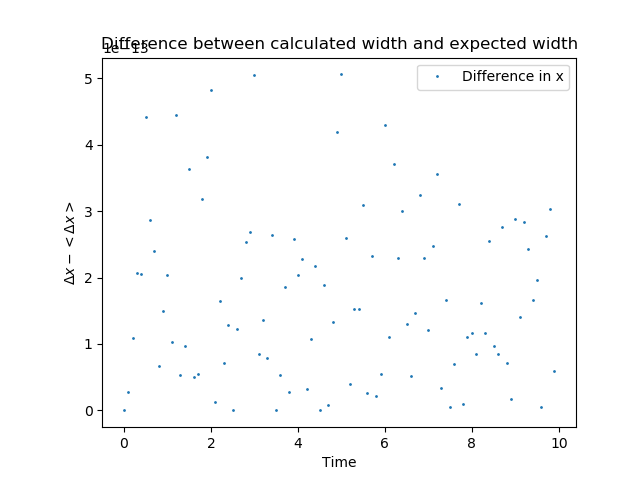 Difference between calculated width and expected width
1e−13
Difference in x
5
4
3
2
1
0
Δx − < Δx >
0 2 4 6 8 10
Time